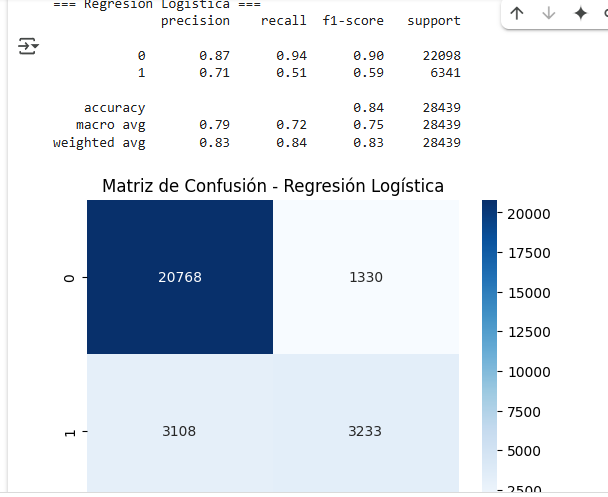 === Regresión Logística ===
precision recall f1-score support
0 0.87 0.94 0.90 22098
1 0.71 0.51 0.59 6341
accuracy 0.84 28439
macro avg 0.79 0.72 0.75 28439
weighted avg 0.83 0.84 0.83 28439
Matriz de Confusión - Regresión Logística
0 20768 1330
1 3108 3233
20000
17500
15000
12500
10000
7500
5000
2500